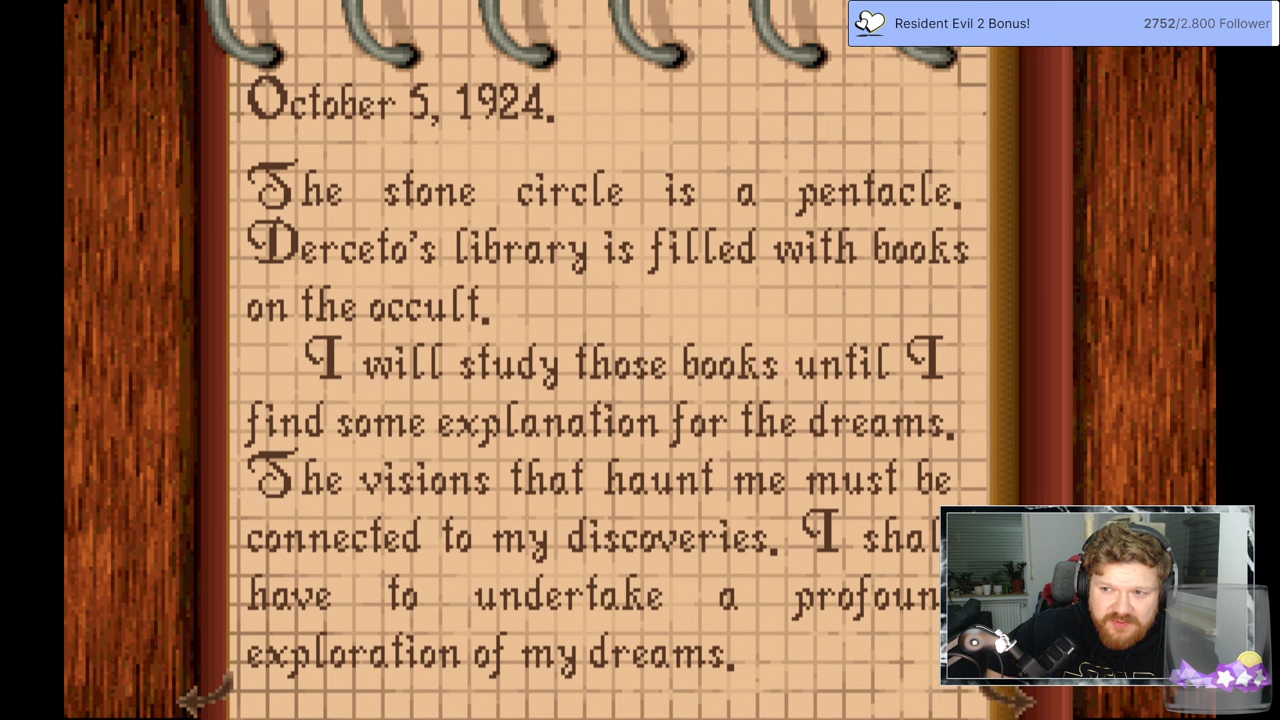 Resident Evil 2 Bonus!
2752/2.800 Follower
October 5, 1924.
The stone circle is a pentacle.
Derceto's library is filled with books
on the occult.
I will study those books until I
find some explanation for the dreams.
The visions that haunt me must be
connected to my discoveries. I shal
have to undertake a profoun
exploration of my dreams.